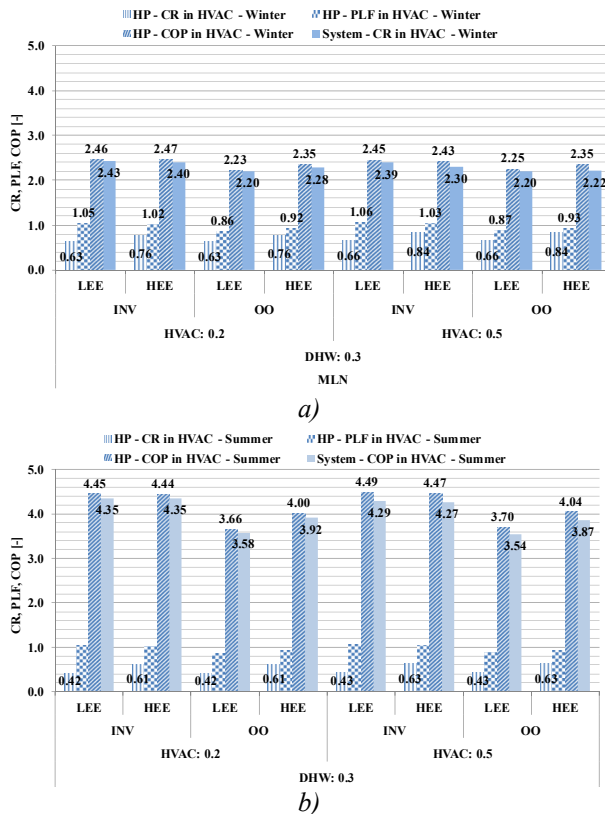 HP - CR in HVAC - Winter HP - PLF in HVAC - Winter
HP - COP in HVAC - Winter System - CR in HVAC - Winter
CR, PLF, COP [-]
5.0
4.0
3.0
2.0
1.0
0.0
0.63 1.05 2.46 2.43
0.76 1.02 2.47 2.40
0.63 0.86 2.23 2.20
0.76 0.92 2.35 2.28
0.66 1.06 2.45 2.39
0.84 1.03 2.43 2.30
0.66 0.87 2.25 2.20
0.84 0.93 2.35 2.22
LEE HEE LEE HEE LEE HEE LEE HEE
INV OO INV OO
HVAC: 0.2 HVAC: 0.5
DHW: 0.3
MLN
a)
HP - CR in HVAC - Summer HP - PLF in HVAC - Summer
HP - COP in HVAC - Summer System - COP in HVAC - Summer
CR, PLF, COP [-]
5.0
4.0
3.0
2.0
1.0
0.0
0.42 4.45 4.35
0.61 4.44 4.35
0.42 3.66 3.58
0.61 4.00 3.92
0.43 4.49 4.29
0.63 4.47 4.27
0.43 3.70 3.54
0.63 4.04 3.87
LEE HEE LEE HEE LEE HEE LEE HEE
INV OO INV OO
HVAC: 0.2 HVAC: 0.5
DHW: 0.3
b)